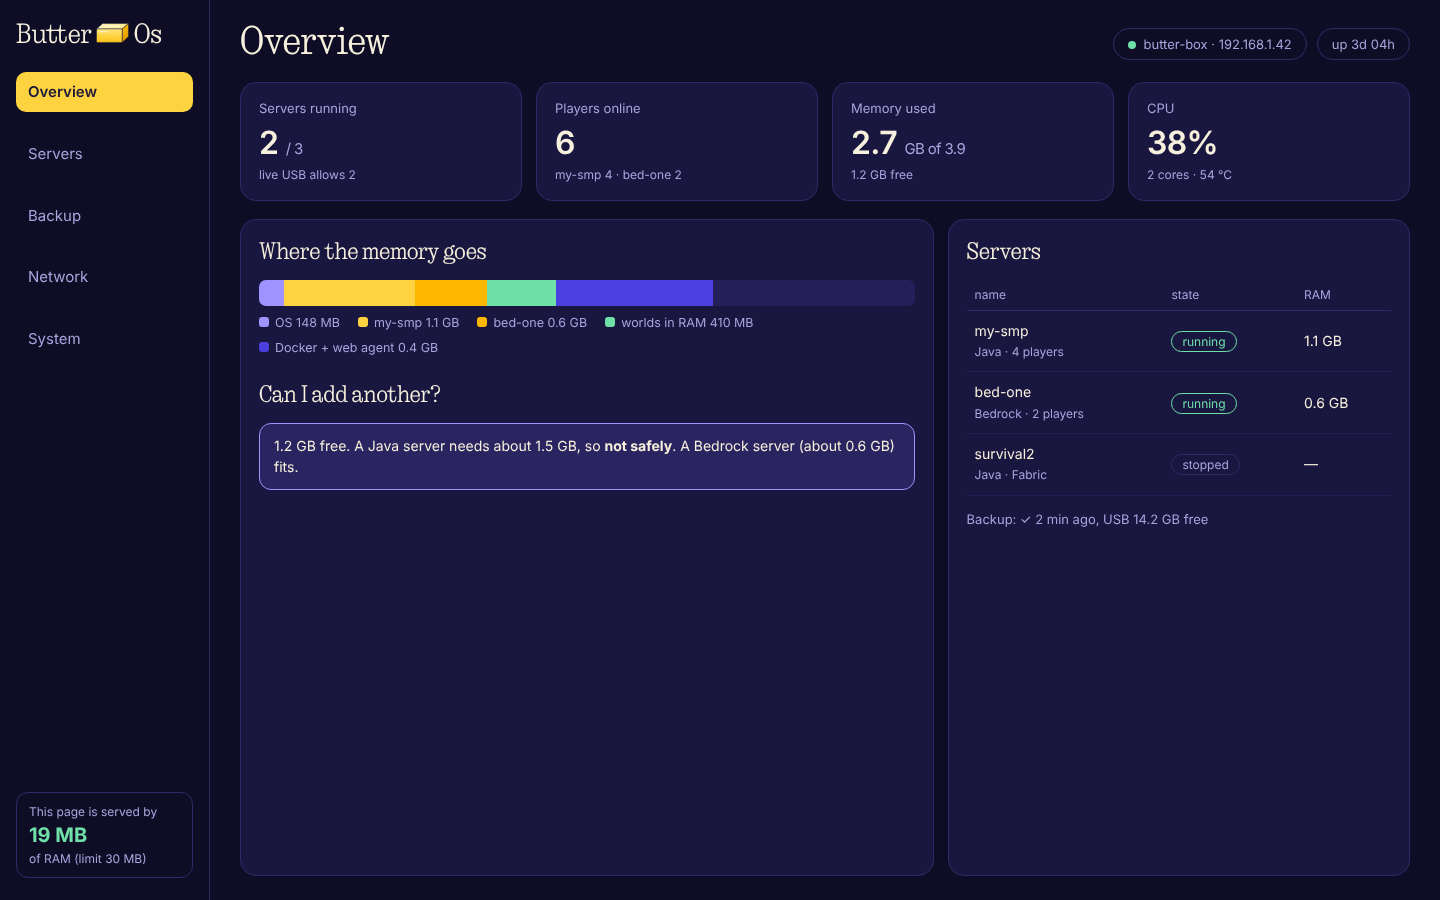 Butter Os
Overview
Servers
Backup
Network
System
This page is served by
19 MB
of RAM (limit 30 MB)
Overview
butter-box · 192.168.1.42
up 3d 04h
Servers running
2 / 3
live USB allows 2
Players online
6
my-smp 4 · bed-one 2
Memory used
2.7 GB of 3.9
1.2 GB free
CPU
38%
2 cores · 54 °C
Where the memory goes
OS 148 MB my-smp 1.1 GB bed-one 0.6 GB worlds in RAM 410 MB
Docker + web agent 0.4 GB
Can I add another?
1.2 GB free. A Java server needs about 1.5 GB, so not safely. A Bedrock server (about 0.6 GB)
fits.
Servers
name state RAM
my-smp
Java · 4 players
running
1.1 GB
bed-one
Bedrock · 2 players
running
0.6 GB
survival2
Java · Fabric
stopped
—
Backup: ✓ 2 min ago, USB 14.2 GB free